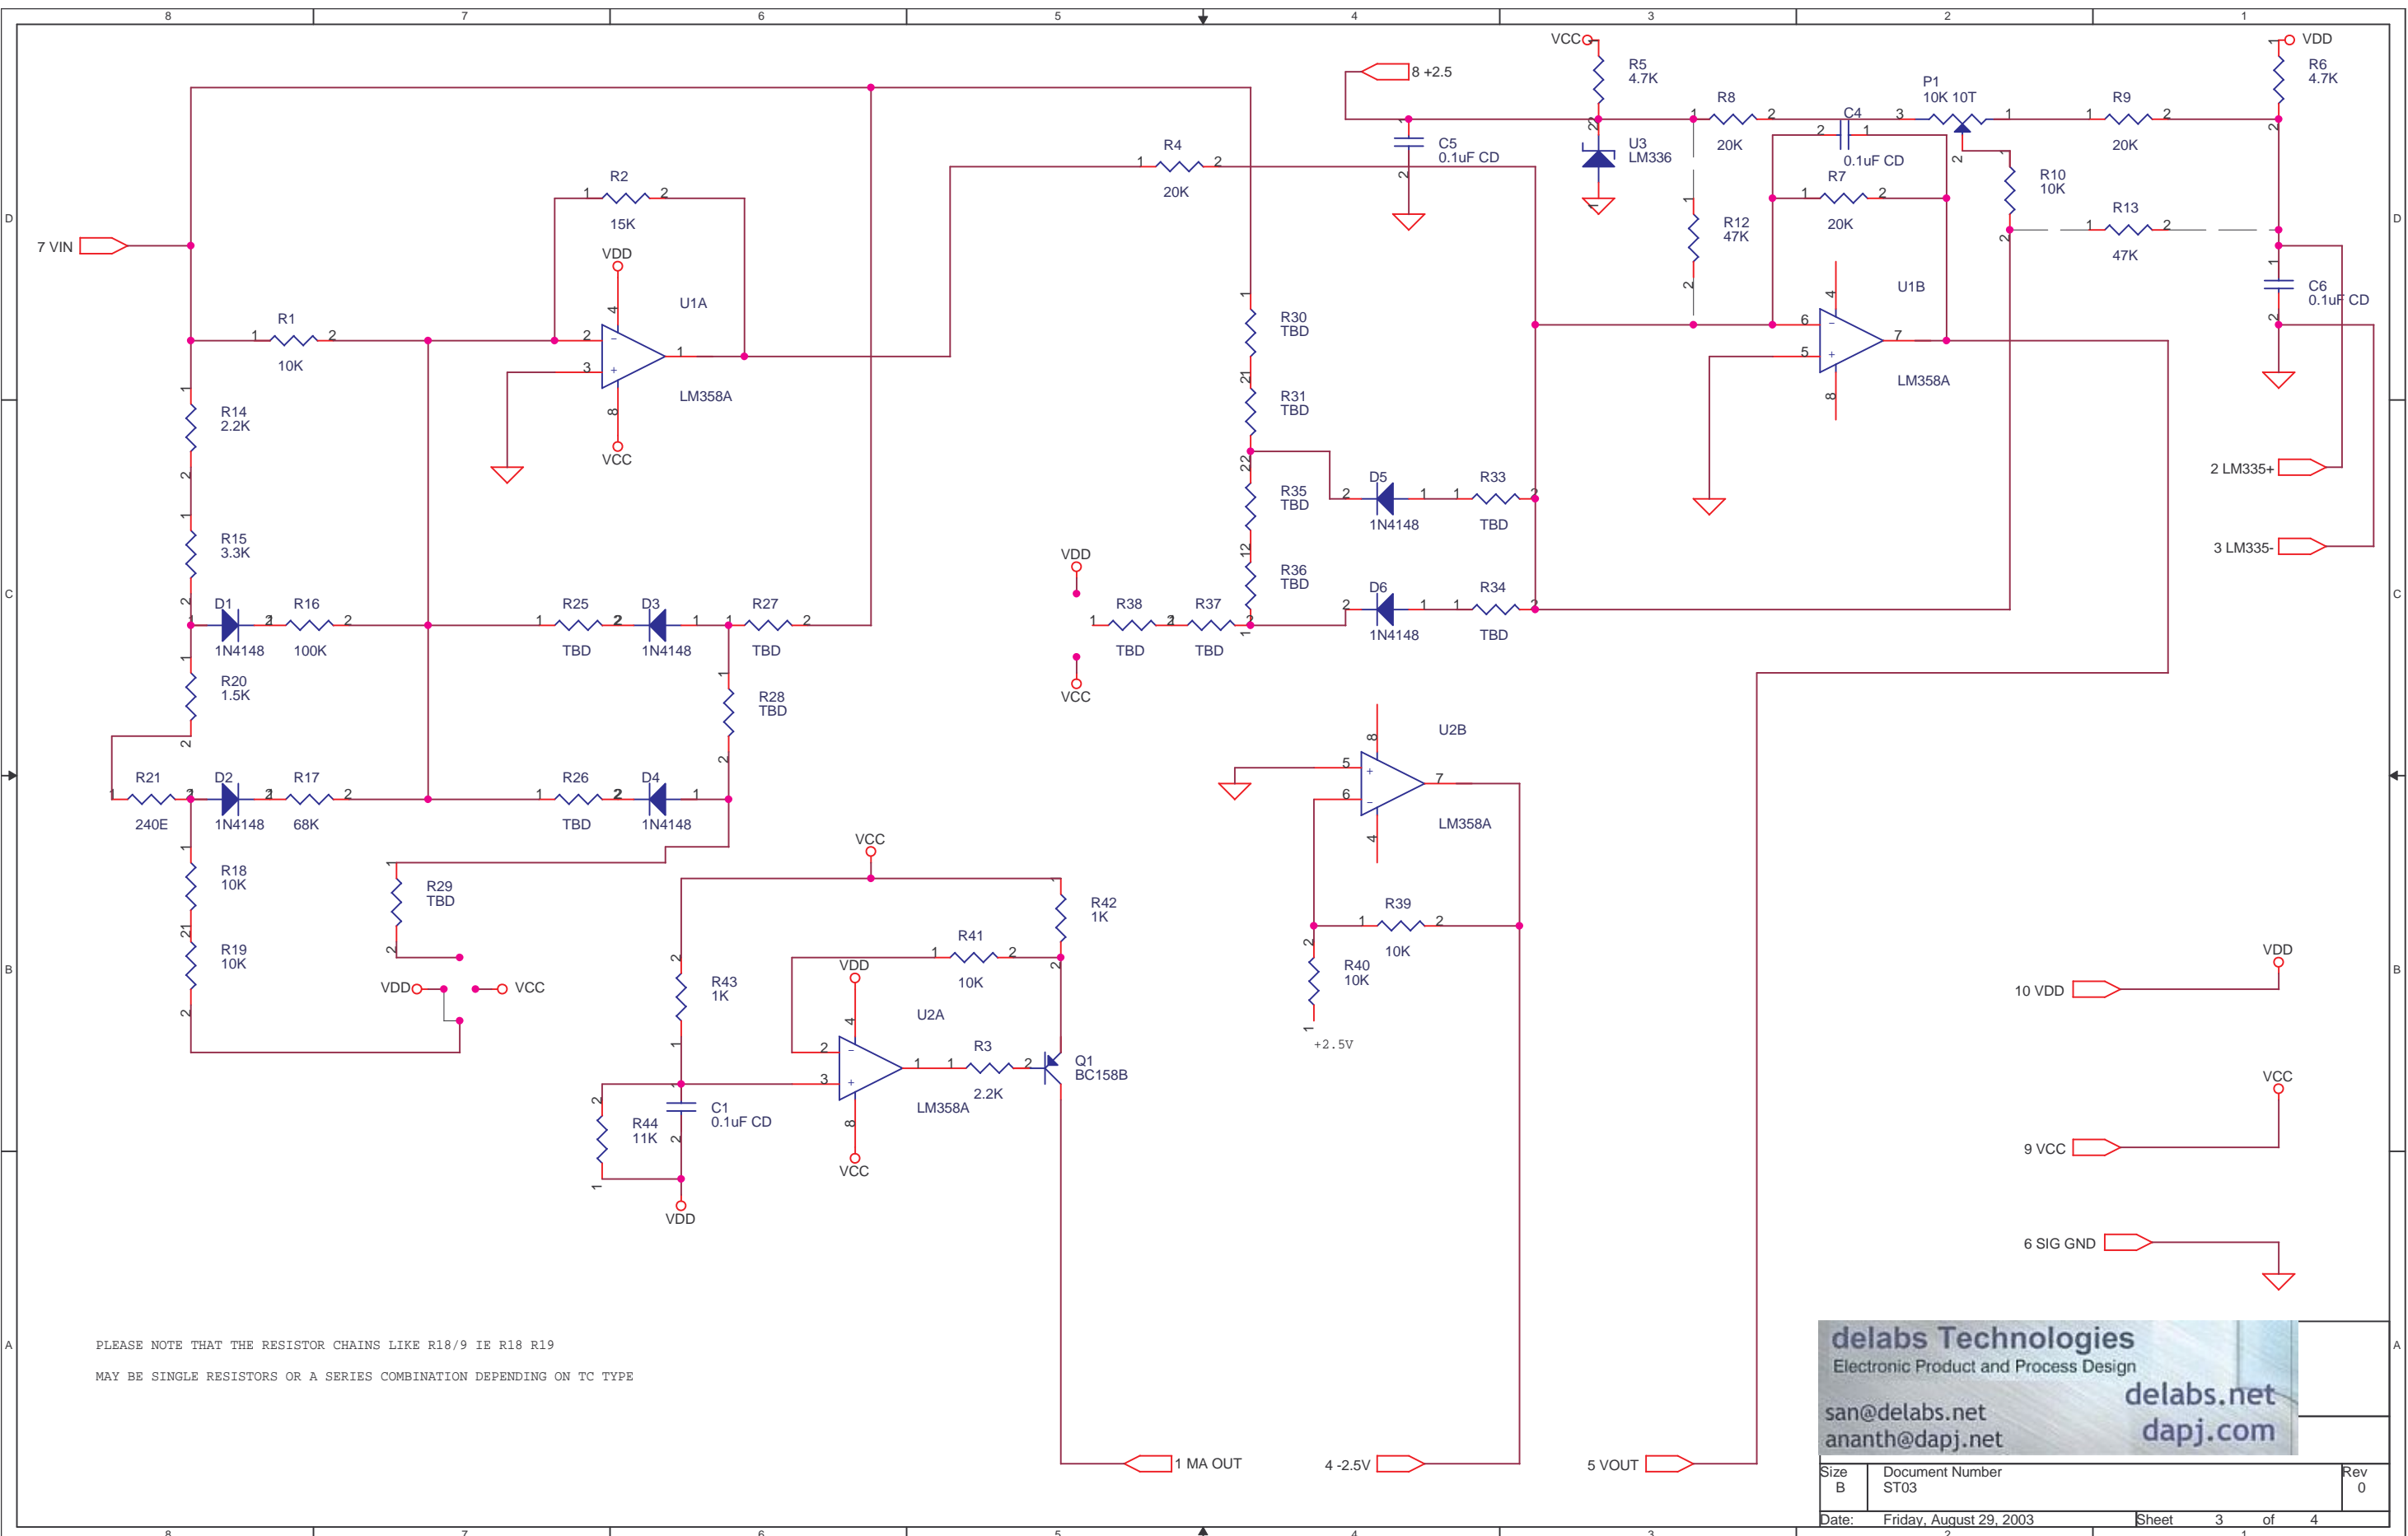 8 7 6 5 4 3 2 1
VCC
VDD
8 +2.5
R5
4.7K
R6
4.7K
R8
20K
P1
10K 10T
R9
20K
C4
0.1uF CD
C5
0.1uF CD
U3
LM336
R4
20K
R2
15K
R7
20K
R10
10K
R12
47K
R13
47K
D
D
7 VIN
VDD
U1A
U1B
C6
0.1uF CD
R1
10K
R30
TBD
LM358A
LM358A
R14
2.2K
R31
TBD
VCC
2 LM335+
D5
1N4148
R33
TBD
R35
TBD
R15
3.3K
3 LM335-
VDD
R36
TBD
C
C
D1
1N4148
R16
100K
R25
TBD
D3
1N4148
R27
TBD
R38
TBD
R37
TBD
D6
1N4148
R34
TBD
R20
1.5K
R28
TBD
VCC
U2B
R21
240E
D2
1N4148
R17
68K
R26
TBD
D4
1N4148
LM358A
VCC
R18
10K
R29
TBD
R42
1K
R39
10K
B
B
R19
10K
R41
10K
VDD
R40
10K
VDD
VDD
VCC
R43
1K
10 VDD
U2A
+2.5V
R3
2.2K
Q1
BC158B
VCC
R44
11K
C1
0.1uF CD
LM358A
9 VCC
VCC
VDD
6 SIG GND
A
A
PLEASE NOTE THAT THE RESISTOR CHAINS LIKE R18/9 IE R18 R19
MAY BE SINGLE RESISTORS OR A SERIES COMBINATION DEPENDING ON TC TYPE
1 MA OUT
4 -2.5V
5 VOUT
delabs Technologies
Electronic Product and Process Design
delabs.net
san@delabs.net
dapj.com
ananth@dapj.net
Size
B
Document Number
ST03
Rev
0
Date: Friday, August 29, 2003 Sheet 3 of 4
8 7 6 5 4 3 2 1